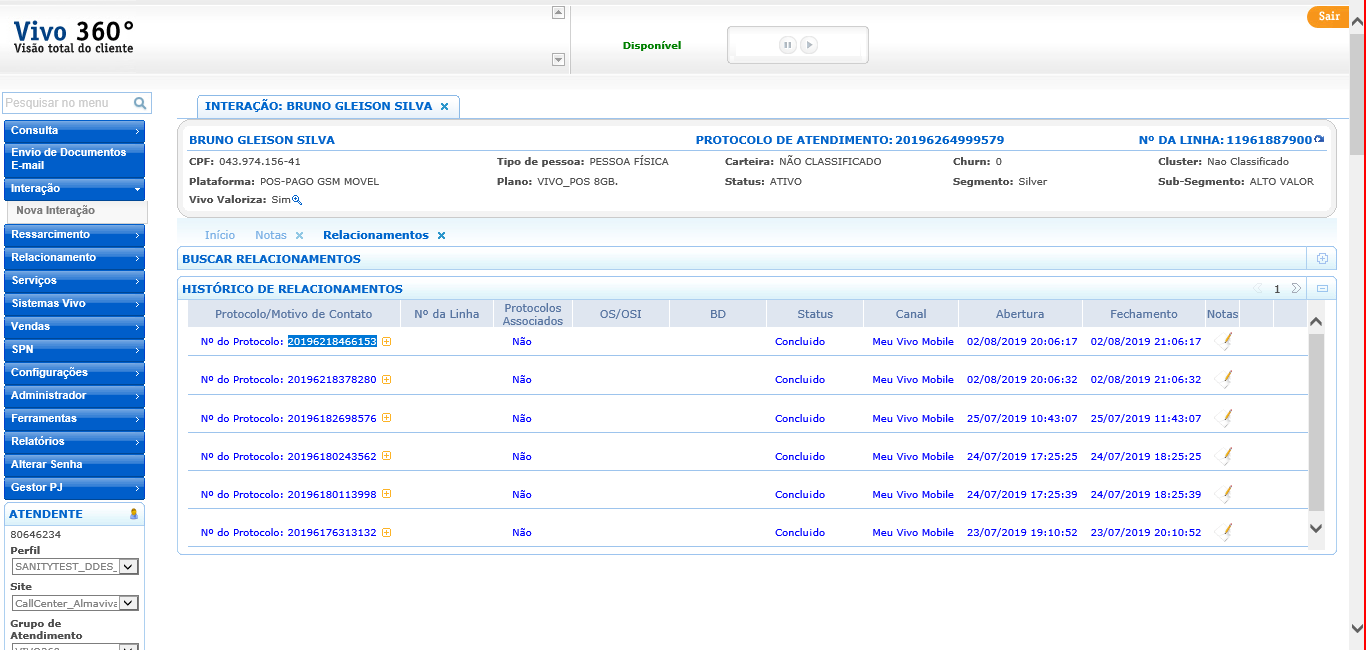 Vivo 360°
Visão total do cliente
Disponível
Sair
Pesquisar no menu
Consulta
Envio de Documentos
E-mail
Interação
Nova Interação
Ressarcimento
Relacionamento
Serviços
Sistemas Vivo
Vendas
SPN
Configurações
Administrador
Ferramentas
Relatórios
Alterar Senha
Gestor PJ
ATENDENTE
80646234
Perfil
SANITYTEST_DDES_
Site
CallCenter_Almaviva
Grupo de
Atendimento
VIVO360
INTERAÇÃO: BRUNO GLEISON SILVA
BRUNO GLEISON SILVA PROTOCOLO DE ATENDIMENTO: 20196264999579 Nº DA LINHA: 11961887900
CPF: 043.974.156-41 Tipo de pessoa: PESSOA FÍSICA Carteira: NÃO CLASSIFICADO Churn: 0 Cluster: Nao Classificado
Plataforma: POS-PAGO GSM MOVEL Plano: VIVO_POS 8GB. Status: ATIVO Segmento: Silver Sub-Segmento: ALTO VALOR
Vivo Valoriza: Sim
Início Notas Relacionamentos
BUSCAR RELACIONAMENTOS
HISTÓRICO DE RELACIONAMENTOS 1
Protocolo/Motivo de Contato Nº da Linha Protocolos Associados OS/OSI BD Status Canal Abertura Fechamento Notas
Nº do Protocolo: 20196218466153 Não Concluido Meu Vivo Mobile 02/08/2019 20:06:17 02/08/2019 21:06:17
Nº do Protocolo: 20196218378280 Não Concluido Meu Vivo Mobile 02/08/2019 20:06:32 02/08/2019 21:06:32
Nº do Protocolo: 20196182698576 Não Concluido Meu Vivo Mobile 25/07/2019 10:43:07 25/07/2019 11:43:07
Nº do Protocolo: 20196180243562 Não Concluido Meu Vivo Mobile 24/07/2019 17:25:25 24/07/2019 18:25:25
Nº do Protocolo: 20196180113998 Não Concluido Meu Vivo Mobile 24/07/2019 17:25:39 24/07/2019 18:25:39
Nº do Protocolo: 20196176313132 Não Concluido Meu Vivo Mobile 23/07/2019 19:10:52 23/07/2019 20:10:52